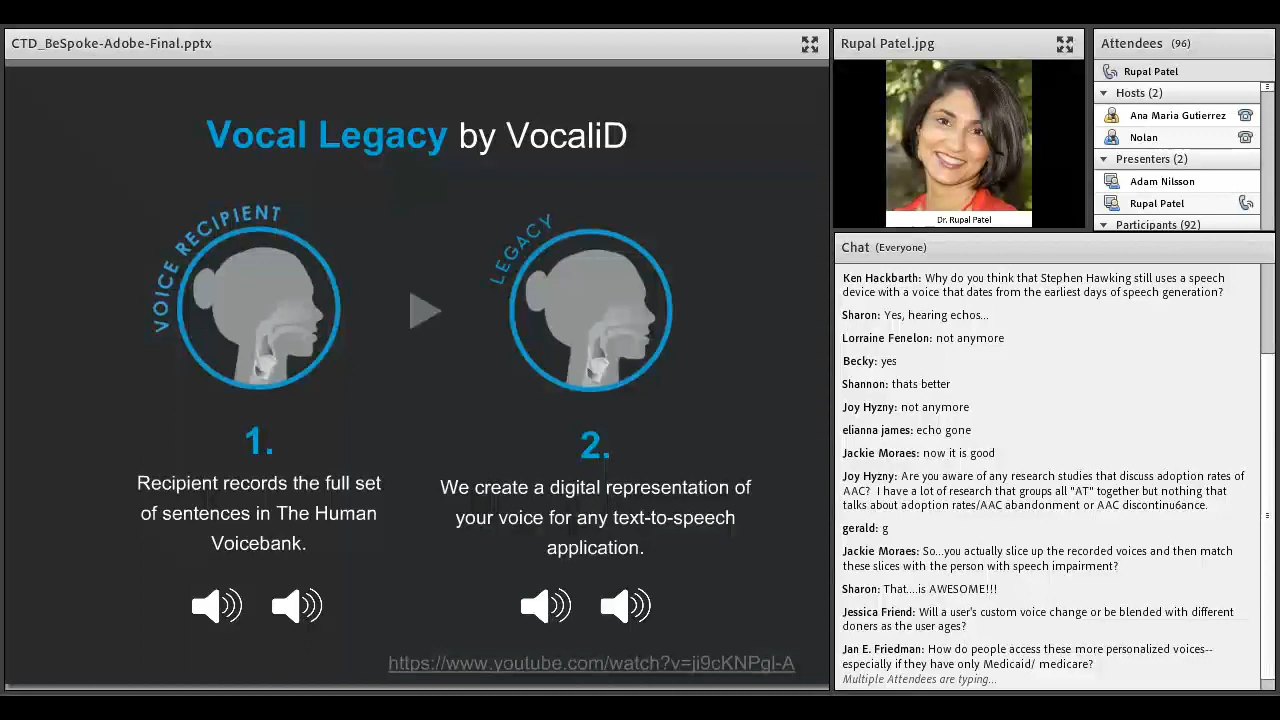 CTD_BeSpoke-Adobe-Final.pptx
Vocal Legacy by VocaliD
VOICE RECIPIENT
LEGACY
1.
Recipient records the full set
of sentences in The Human
Voicebank.
2.
We create a digital representation of
your voice for any text-to-speech
application.
https://www.youtube.com/watch?v=ji9cKNPgl-A
Rupal Patel.jpg
Dr. Rupal Patel
Attendees (96)
Rupal Patel
Hosts (2)
Ana Maria Gutierrez
Nolan
Presenters (2)
Adam Nilsson
Rupal Patel
Participants (92)
Chat (Everyone)
Ken Hackbarth: Why do you think that Stephen Hawking still uses a speech
device with a voice that dates from the earliest days of speech generation?
Sharon: Yes, hearing echos...
Lorraine Fenelon: not anymore
Becky: yes
Shannon: thats better
Joy Hyzny: not anymore
elianna james: echo gone
Jackie Moraes: now it is good
Joy Hyzny: Are you aware of any research studies that discuss adoption rates of
AAC? I have a lot of research that groups all "AT" together but nothing that
talks about adoption rates/AAC abandonment or AAC discontinu6ance.
gerald: g
Jackie Moraes: So...you actually slice up the recorded voices and then match
these slices with the person with speech impairment?
Sharon: That....is AWESOME!!!
Jessica Friend: Will a user's custom voice change or be blended with different
doners as the user ages?
Jan E. Friedman: How do people access these more personalized voices--
especially if they have only Medicaid/ medicare?
Multiple Attendees are typing...